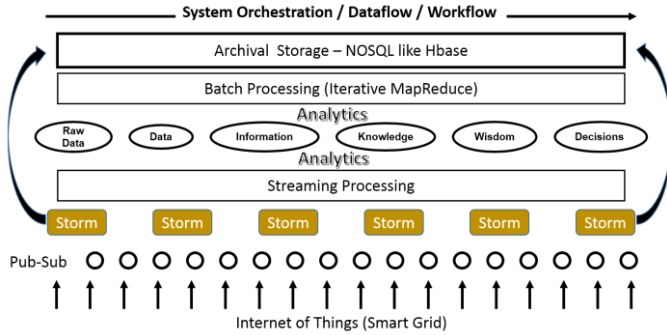 System Orchestration / Dataflow / Workflow
Archival Storage – NOSQL like Hbase
Batch Processing (Iterative MapReduce)
Analytics
Raw
Data
Data
Information
Knowledge
Wisdom
Decisions
Analytics
Streaming Processing
Storm
Storm
Storm
Storm
Storm
Storm
Pub-Sub
Internet of Things (Smart Grid)